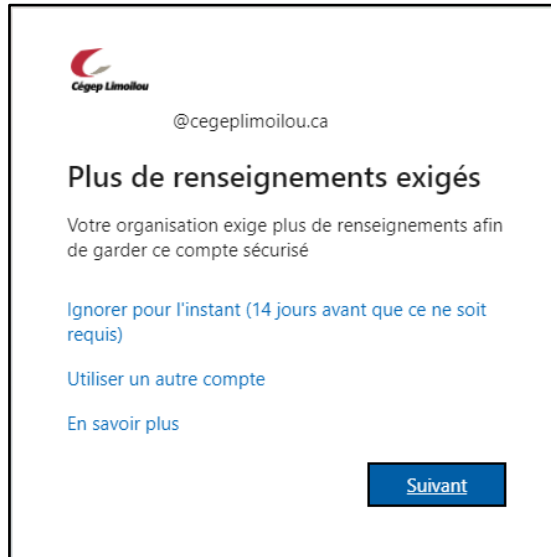 Cégep Limoilou
@cegeplimoilou.ca
Plus de renseignements exigés
Votre organisation exige plus de renseignements afin
de garder ce compte sécurisé
Ignorer pour l'instant (14 jours avant que ce ne soit
requis)
Utiliser un autre compte
En savoir plus
Suivant